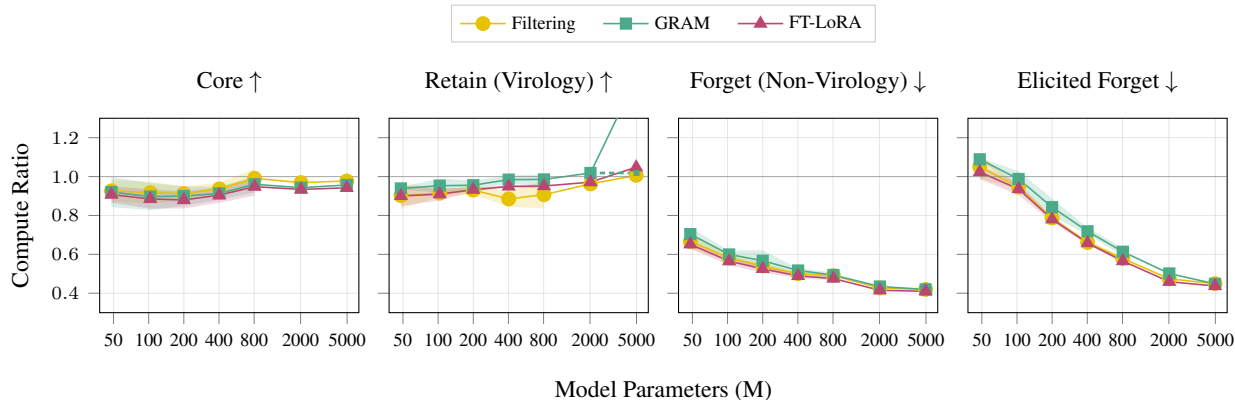 Filtering GRAM FT-LoRA
Core ↑ Retain (Virology) ↑ Forget (Non-Virology) ↓ Elicited Forget ↓
Compute Ratio
1.2
1.0
0.8
0.6
0.4
50 100 200 400 800 2000 5000 50 100 200 400 800 2000 5000 50 100 200 400 800 2000 5000 50 100 200 400 800 2000 5000
Model Parameters (M)